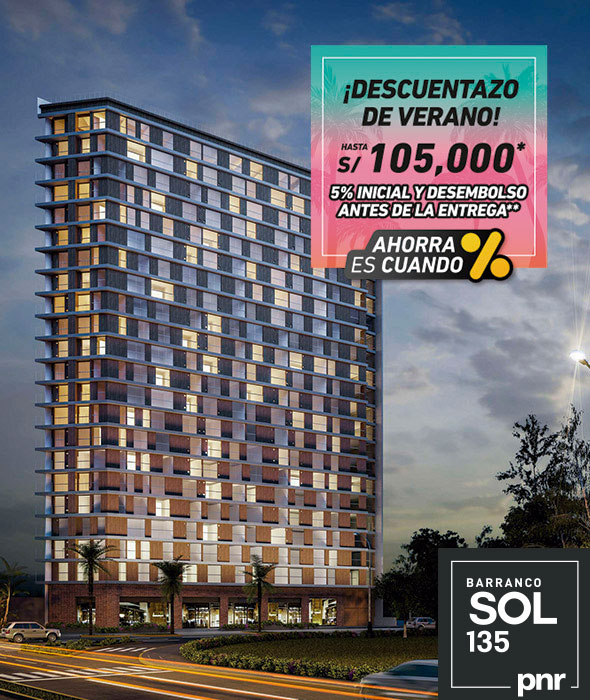 ¡DESCUENTAZO
DE VERANO!
HASTA
S/ 105,000*
5% INICIAL Y DESEMBOLSO
ANTES DE LA ENTREGA**
AHORRA
ES CUANDO %
BARRANCO
SOL
135
pnr